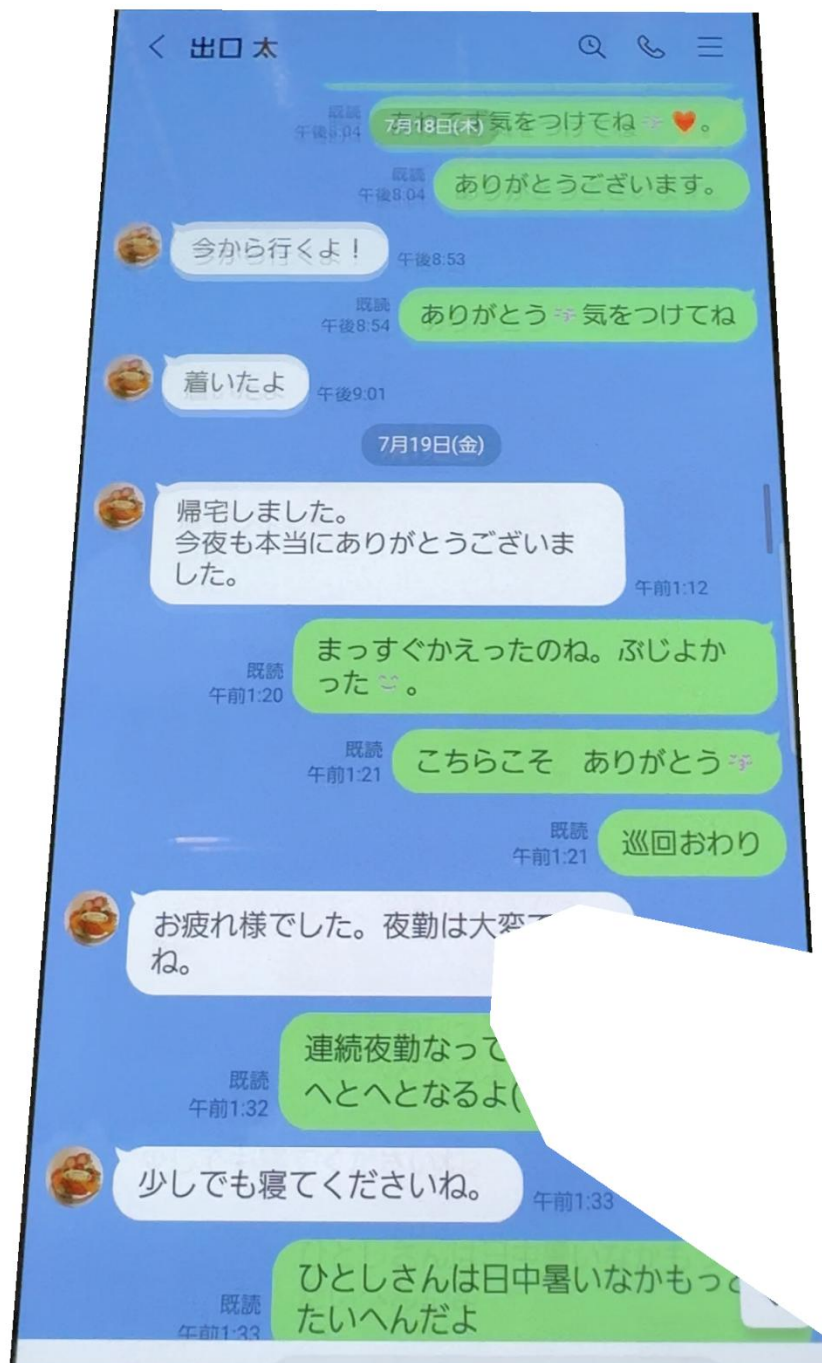 出口 太
既読
午後8:04
7月18日(木)
気をつけてね。
既読
午後8:04
ありがとうございます。
今から行くよ!
午後8:53
既読
午後8:54
ありがとう 気をつけてね
着いたよ
午後9:01
7月19日(金)
帰宅しました。
今夜も本当にありがとうございま
した。
午前1:12
まっすぐかえったのね。ぶじよか
った 。
既読
午前1:20
既読
午前1:21
こちらこそ ありがとう
既読
午前1:21
巡回おわり
お疲れ様でした。夜勤は大変
ね。
連続夜勤なって
へとへとなるよ(
既読
午前1:32
少しでも寝てくださいね。
午前1:33
ひとしさんは日中暑いなかもっと
たいへんだよ
既読
午前1:33